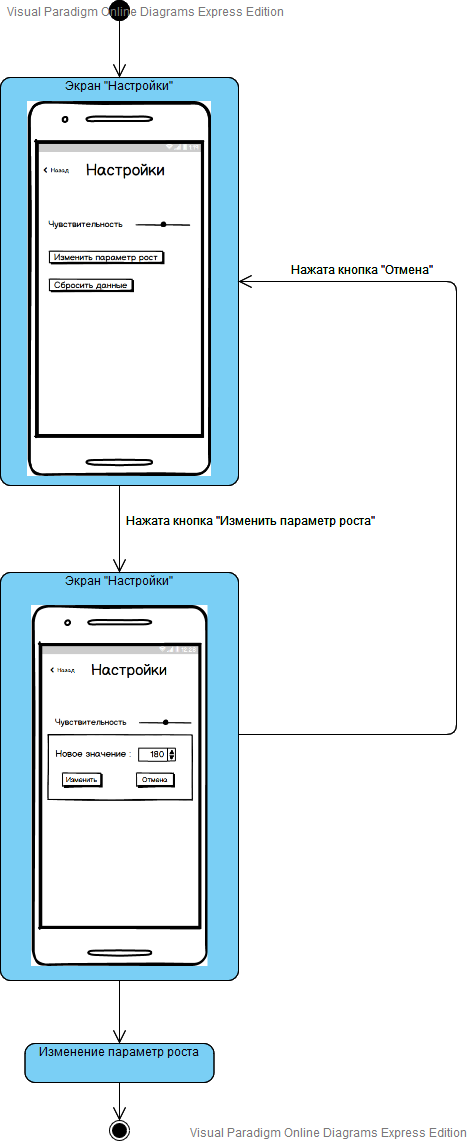 Visual Paradigm Online Diagrams Express Edition
Экран "Настройки"
Назад
Настройки
Чувствительность
Изменить параметр рост
Сбросить данные
Нажата кнопка "Отмена"
Нажата кнопка "Изменить параметр роста"
Экран "Настройки"
Назад
Настройки
Чувствительность
Новое значение : 180
Изменить Отмена
Изменение параметр роста
Visual Paradigm Online Diagrams Express Edition